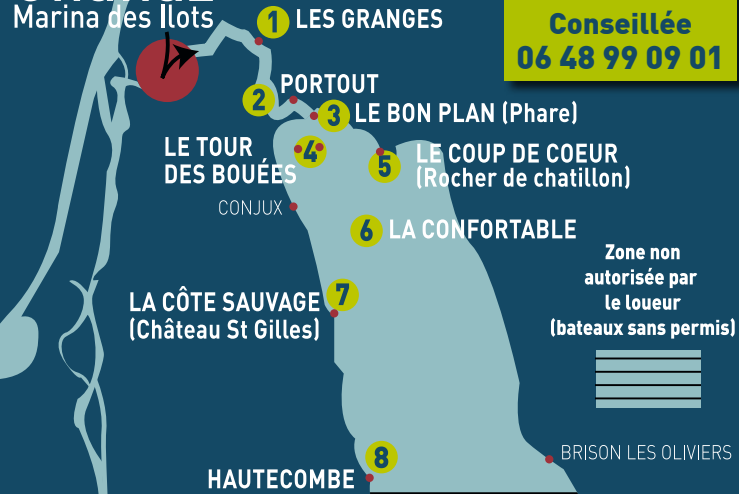 Marina des Ilots
1 LES GRANGES
Conseillée
06 48 99 09 01
PORTOUT
2
3 LE BON PLAN (Phare)
LE TOUR
DES BOUÉES
4
5
LE COUP DE COEUR
(Rocher de chatillon)
CONJUX
6 LA CONFORTABLE
Zone non
autorisée par
le loueur
(bateaux sans permis)
7
LA CÔTE SAUVAGE
(Château St Gilles)
BRISON LES OLIVIERS
8
HAUTECOMBE